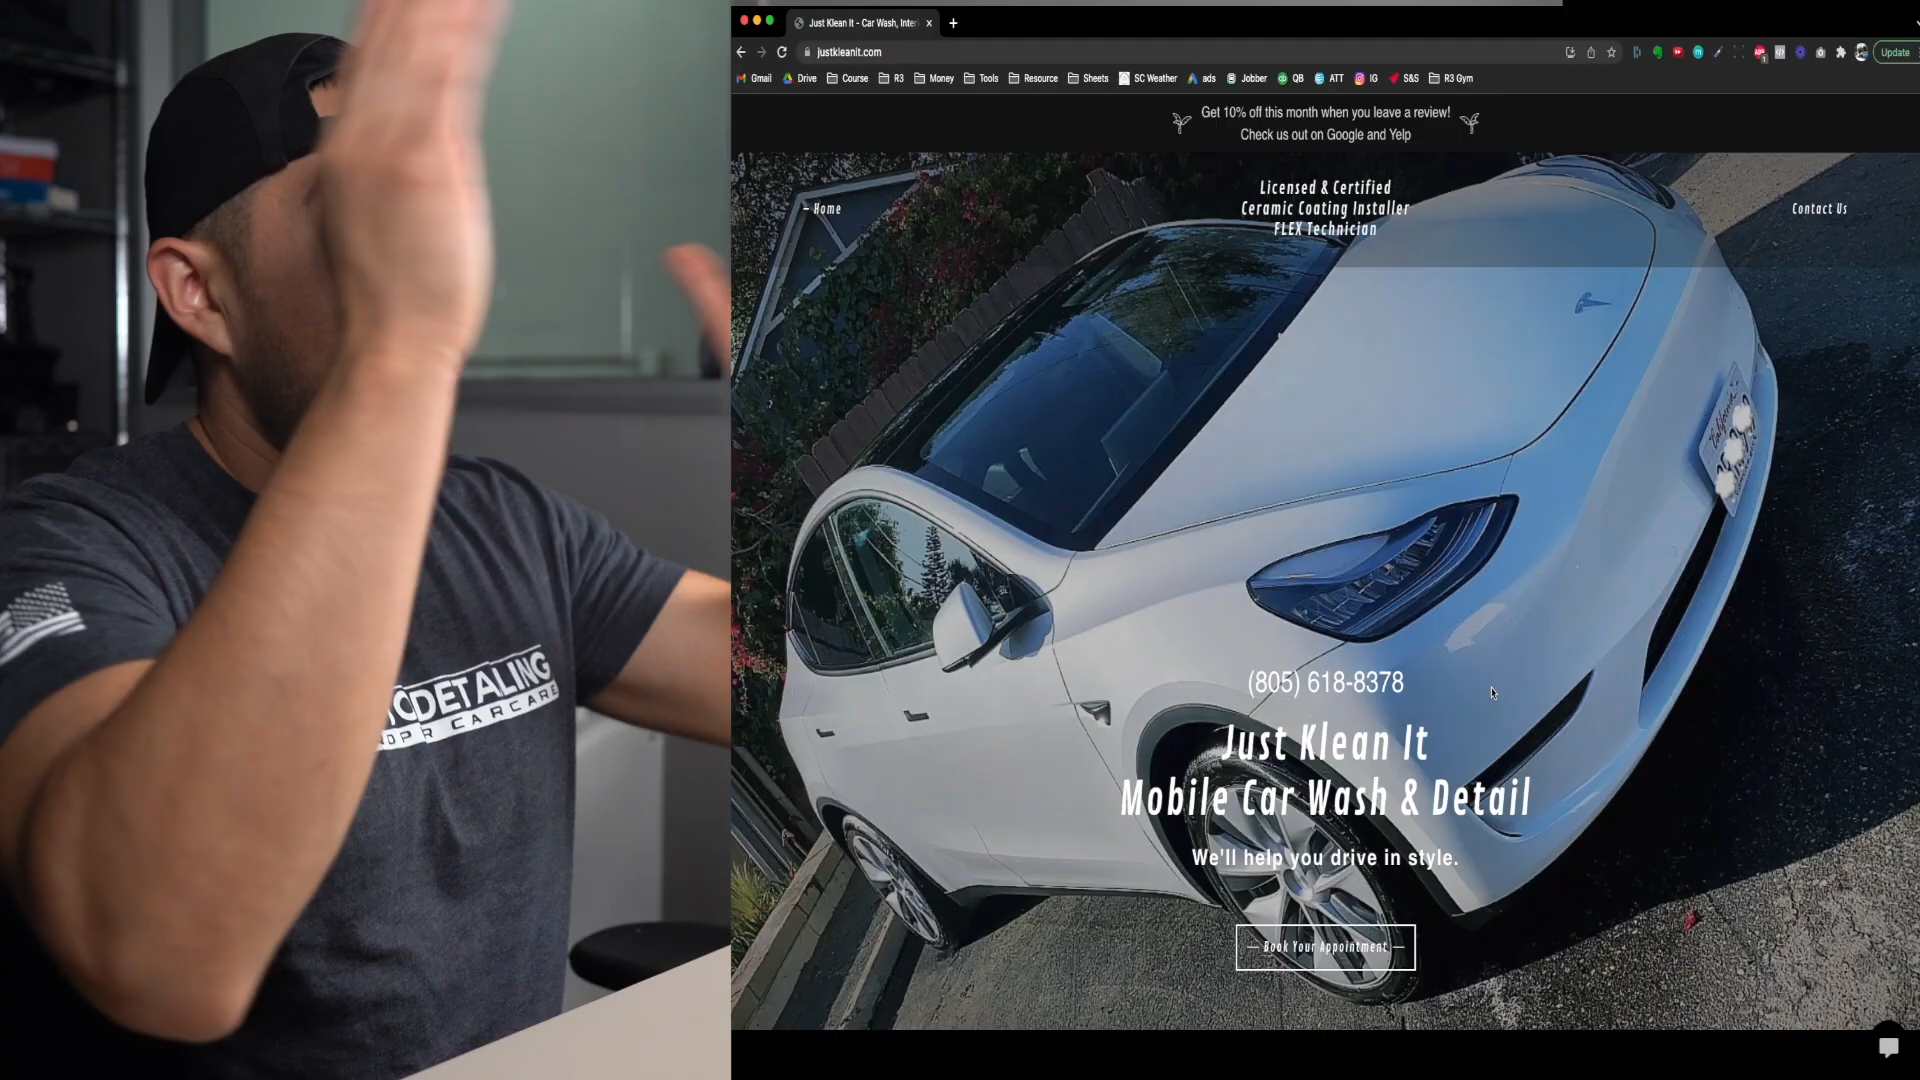 Just Klean It - Car Wash, Inter
justkleanit.com
Update
Gmail
Drive
Course
R3
Money
Tools
Resource
Sheets
SC Weather
ads
Jobber
QB
ATT
IG
S&S
R3 Gym
Get 10% off this month when you leave a review!
Check us out on Google and Yelp
– Home
Licensed & Certified
Ceramic Coating Installer
FLEX Technician
Contact Us
California
(805) 618-8378
Just Klean It
Mobile Car Wash & Detail
We'll help you drive in style.
— Book Your Appointment —
DETAILING
CARCARE